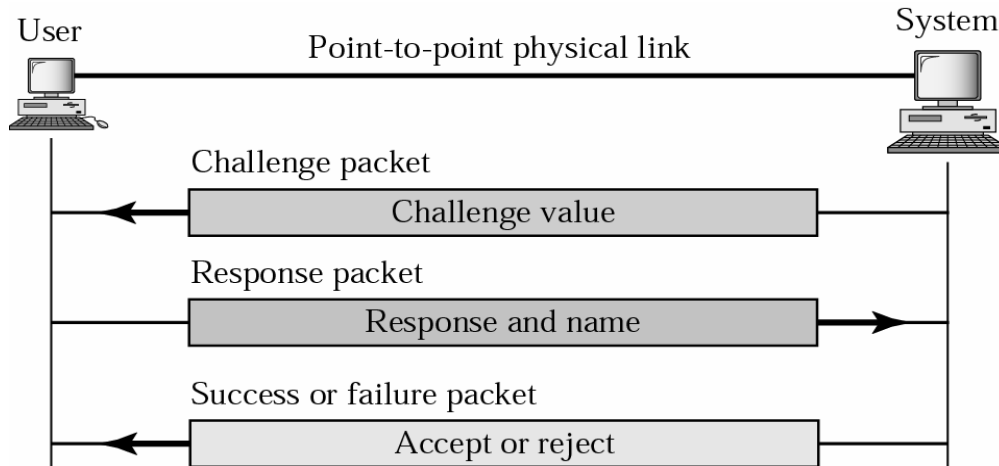 User
System
Point-to-point physical link
Challenge packet
Challenge value
Response packet
Response and name
Success or failure packet
Accept or reject